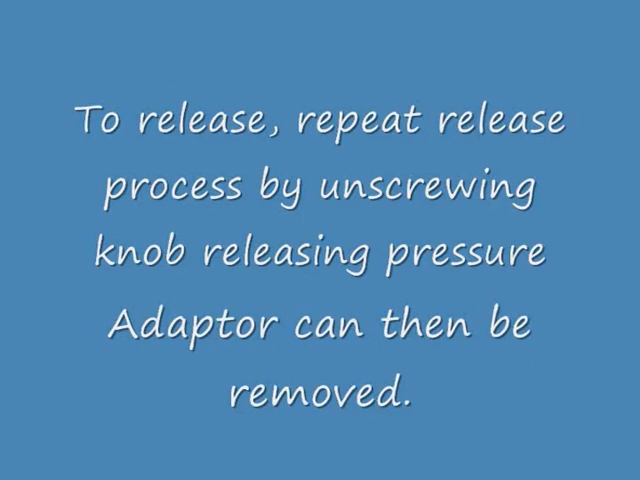 To release, repeat release
process by unscrewing
knob releasing pressure
Adaptor can then be
removed.